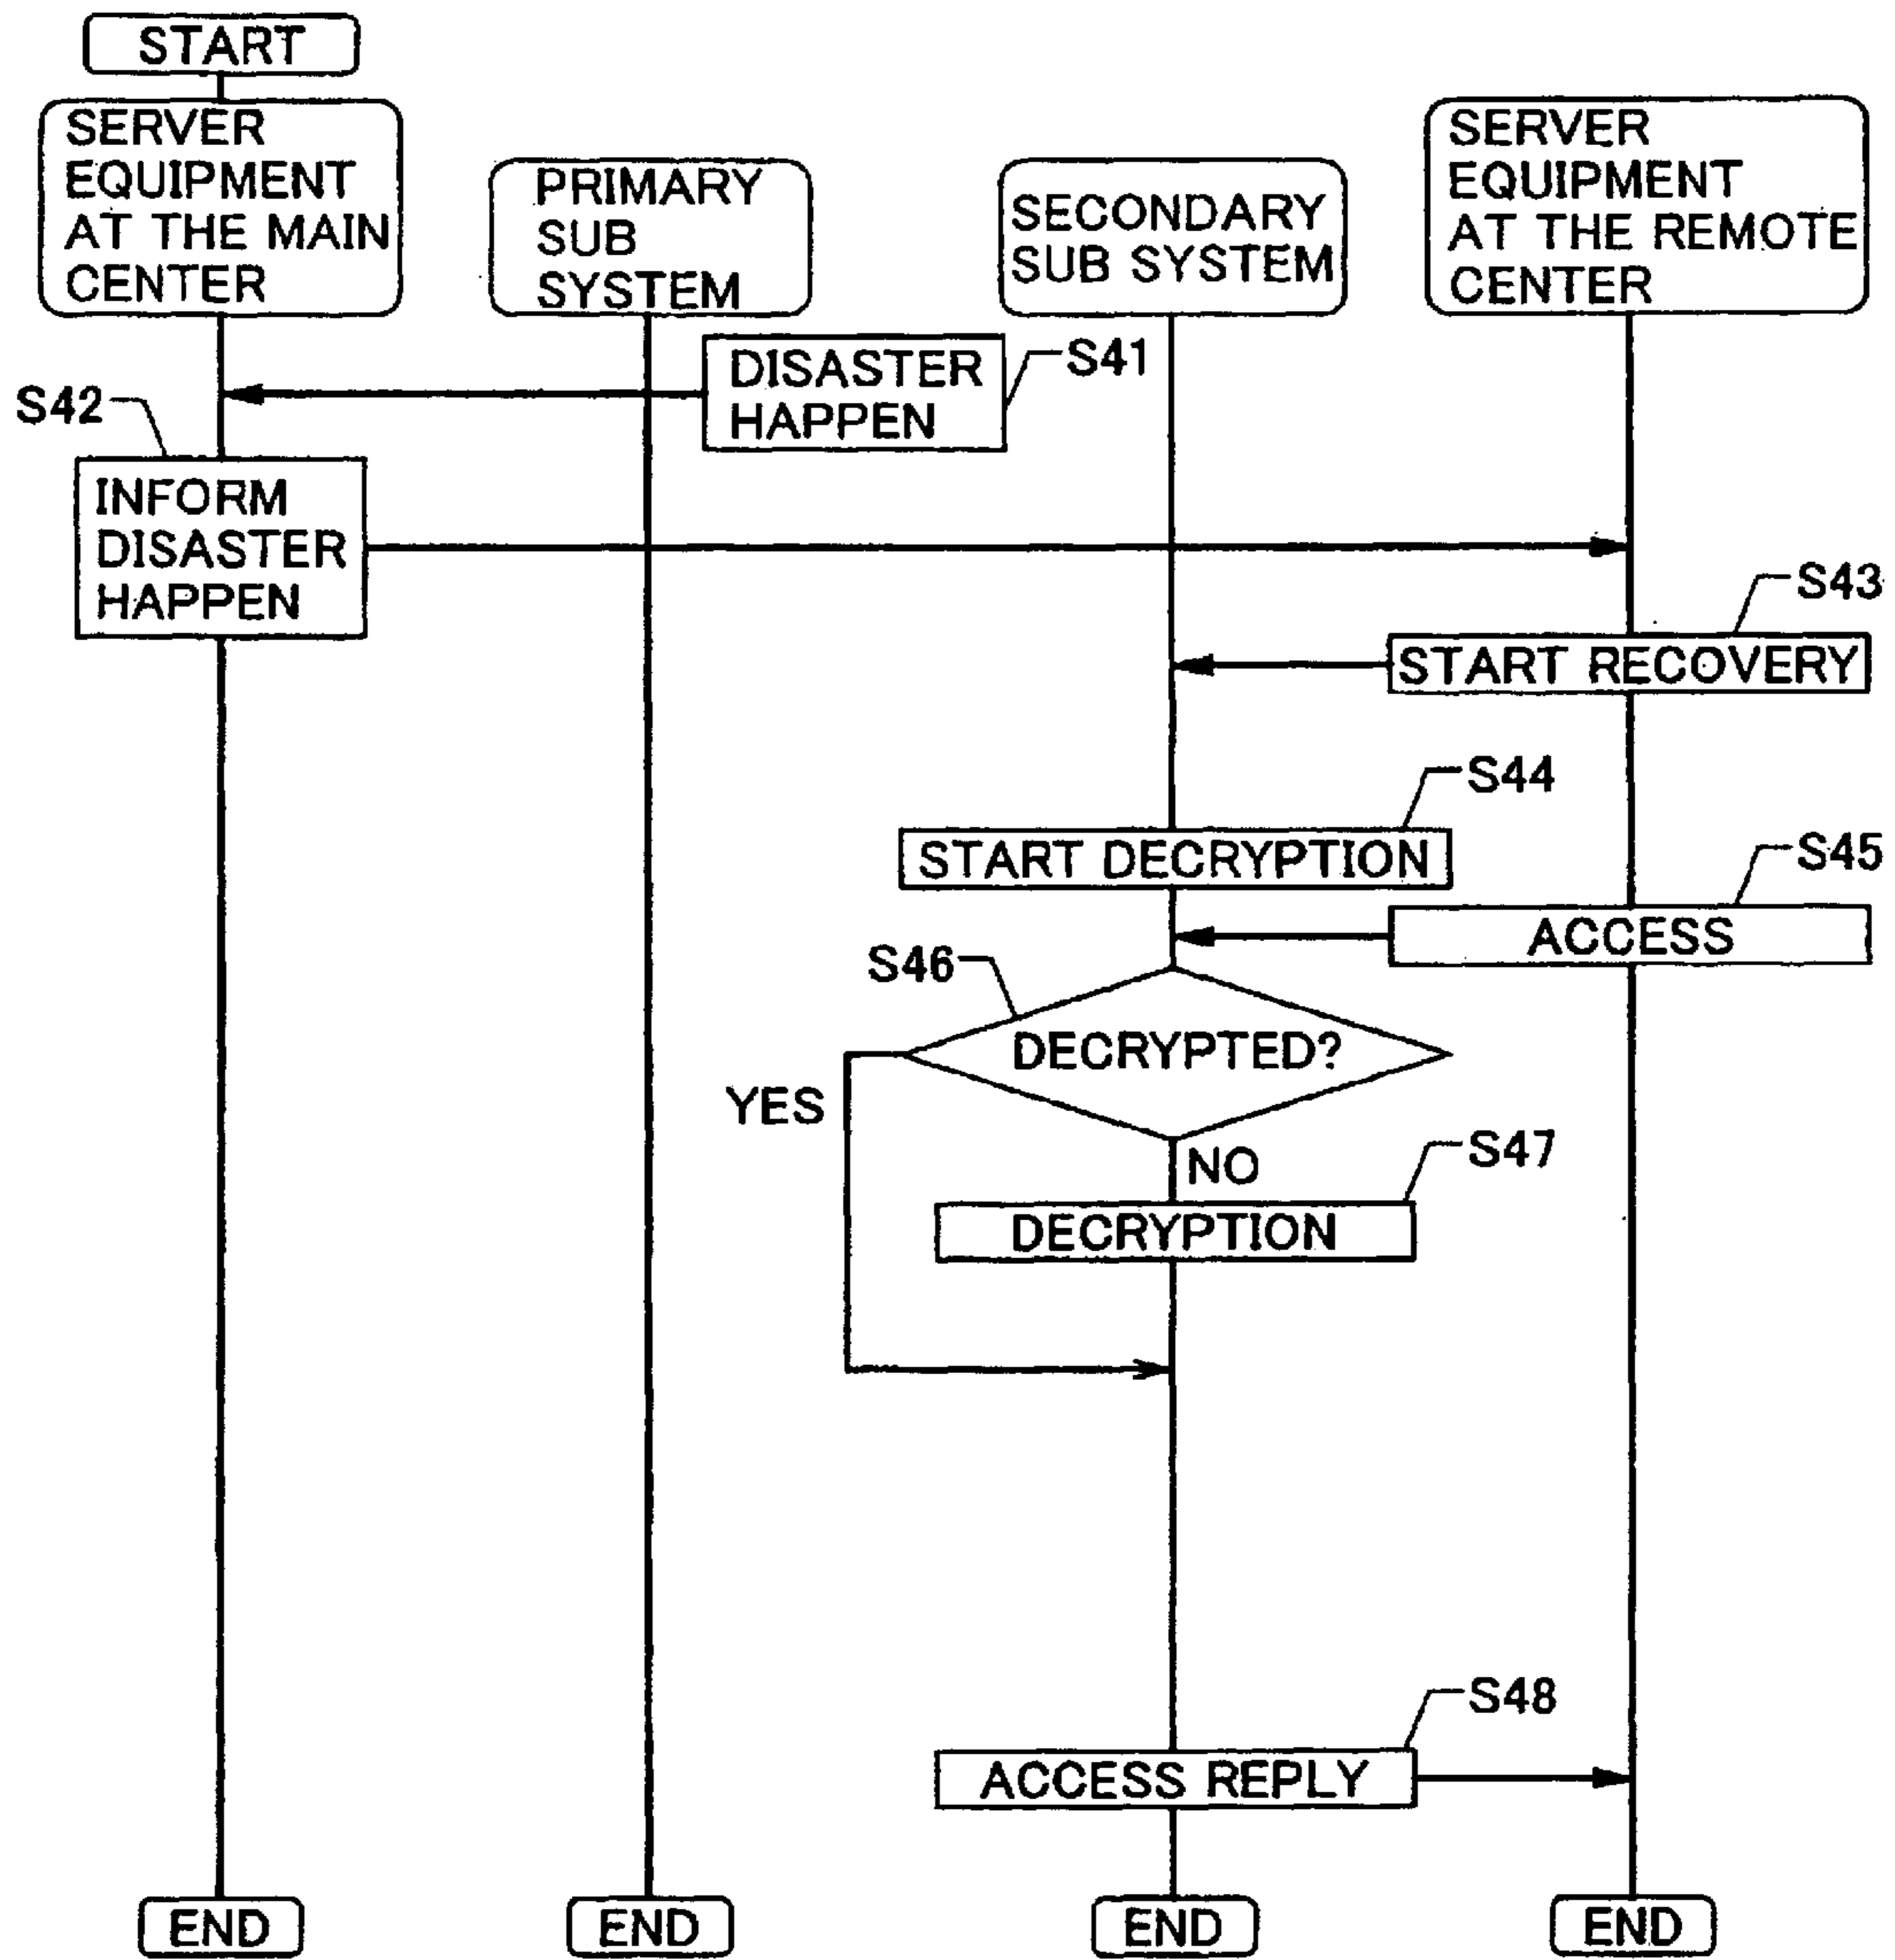 START
SERVER
EQUIPMENT
AT THE MAIN
CENTER
PRIMARY
SUB
SYSTEM
SECONDARY
SUB SYSTEM
SERVER
EQUIPMENT
AT THE REMOTE
CENTER
DISASTER
HAPPEN
S41
S42
INFORM
DISASTER
HAPPEN
S43
START RECOVERY
S44
START DECRYPTION
S45
ACCESS
S46
DECRYPTED?
YES
NO
S47
DECRYPTION
S48
ACCESS REPLY
END
END
END
END